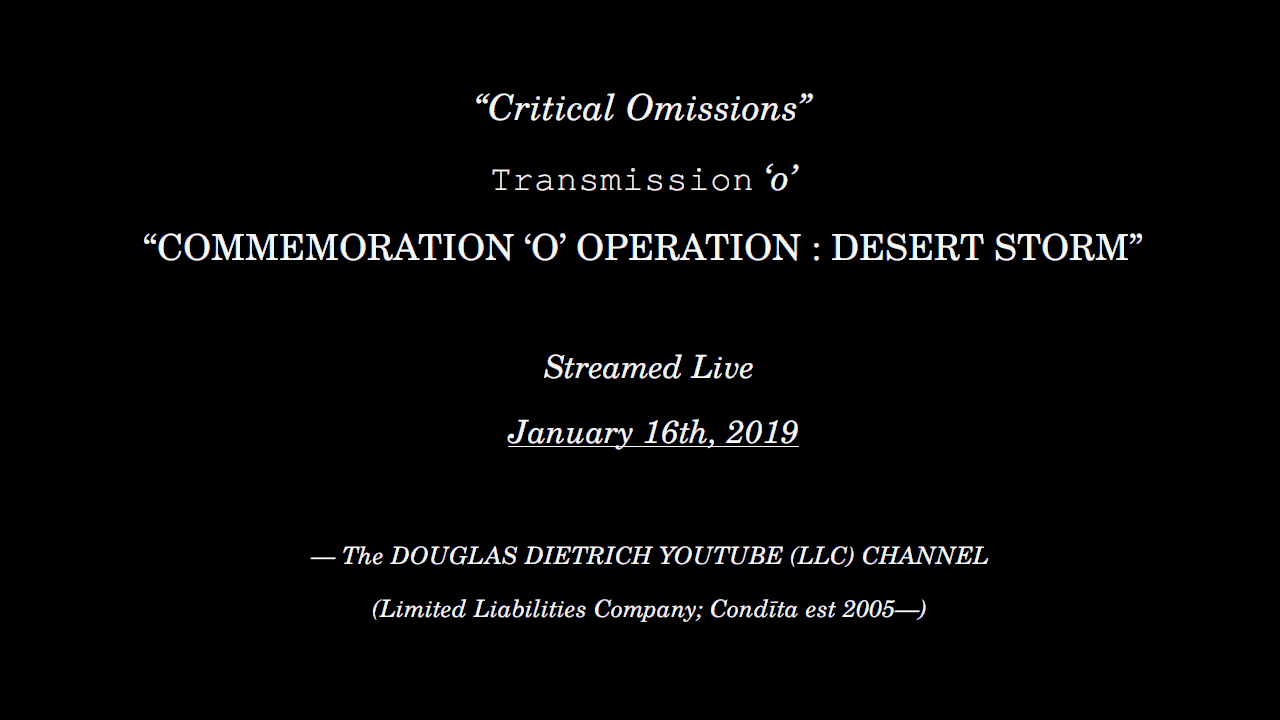 “Critical Omissions”
Transmission ‘o’
“COMMEMORATION ‘O’ OPERATION : DESERT STORM”
Streamed Live
January 16th, 2019
— The DOUGLAS DIETRICH YOUTUBE (LLC) CHANNEL
(Limited Liabilities Company; Condīta est 2005—)